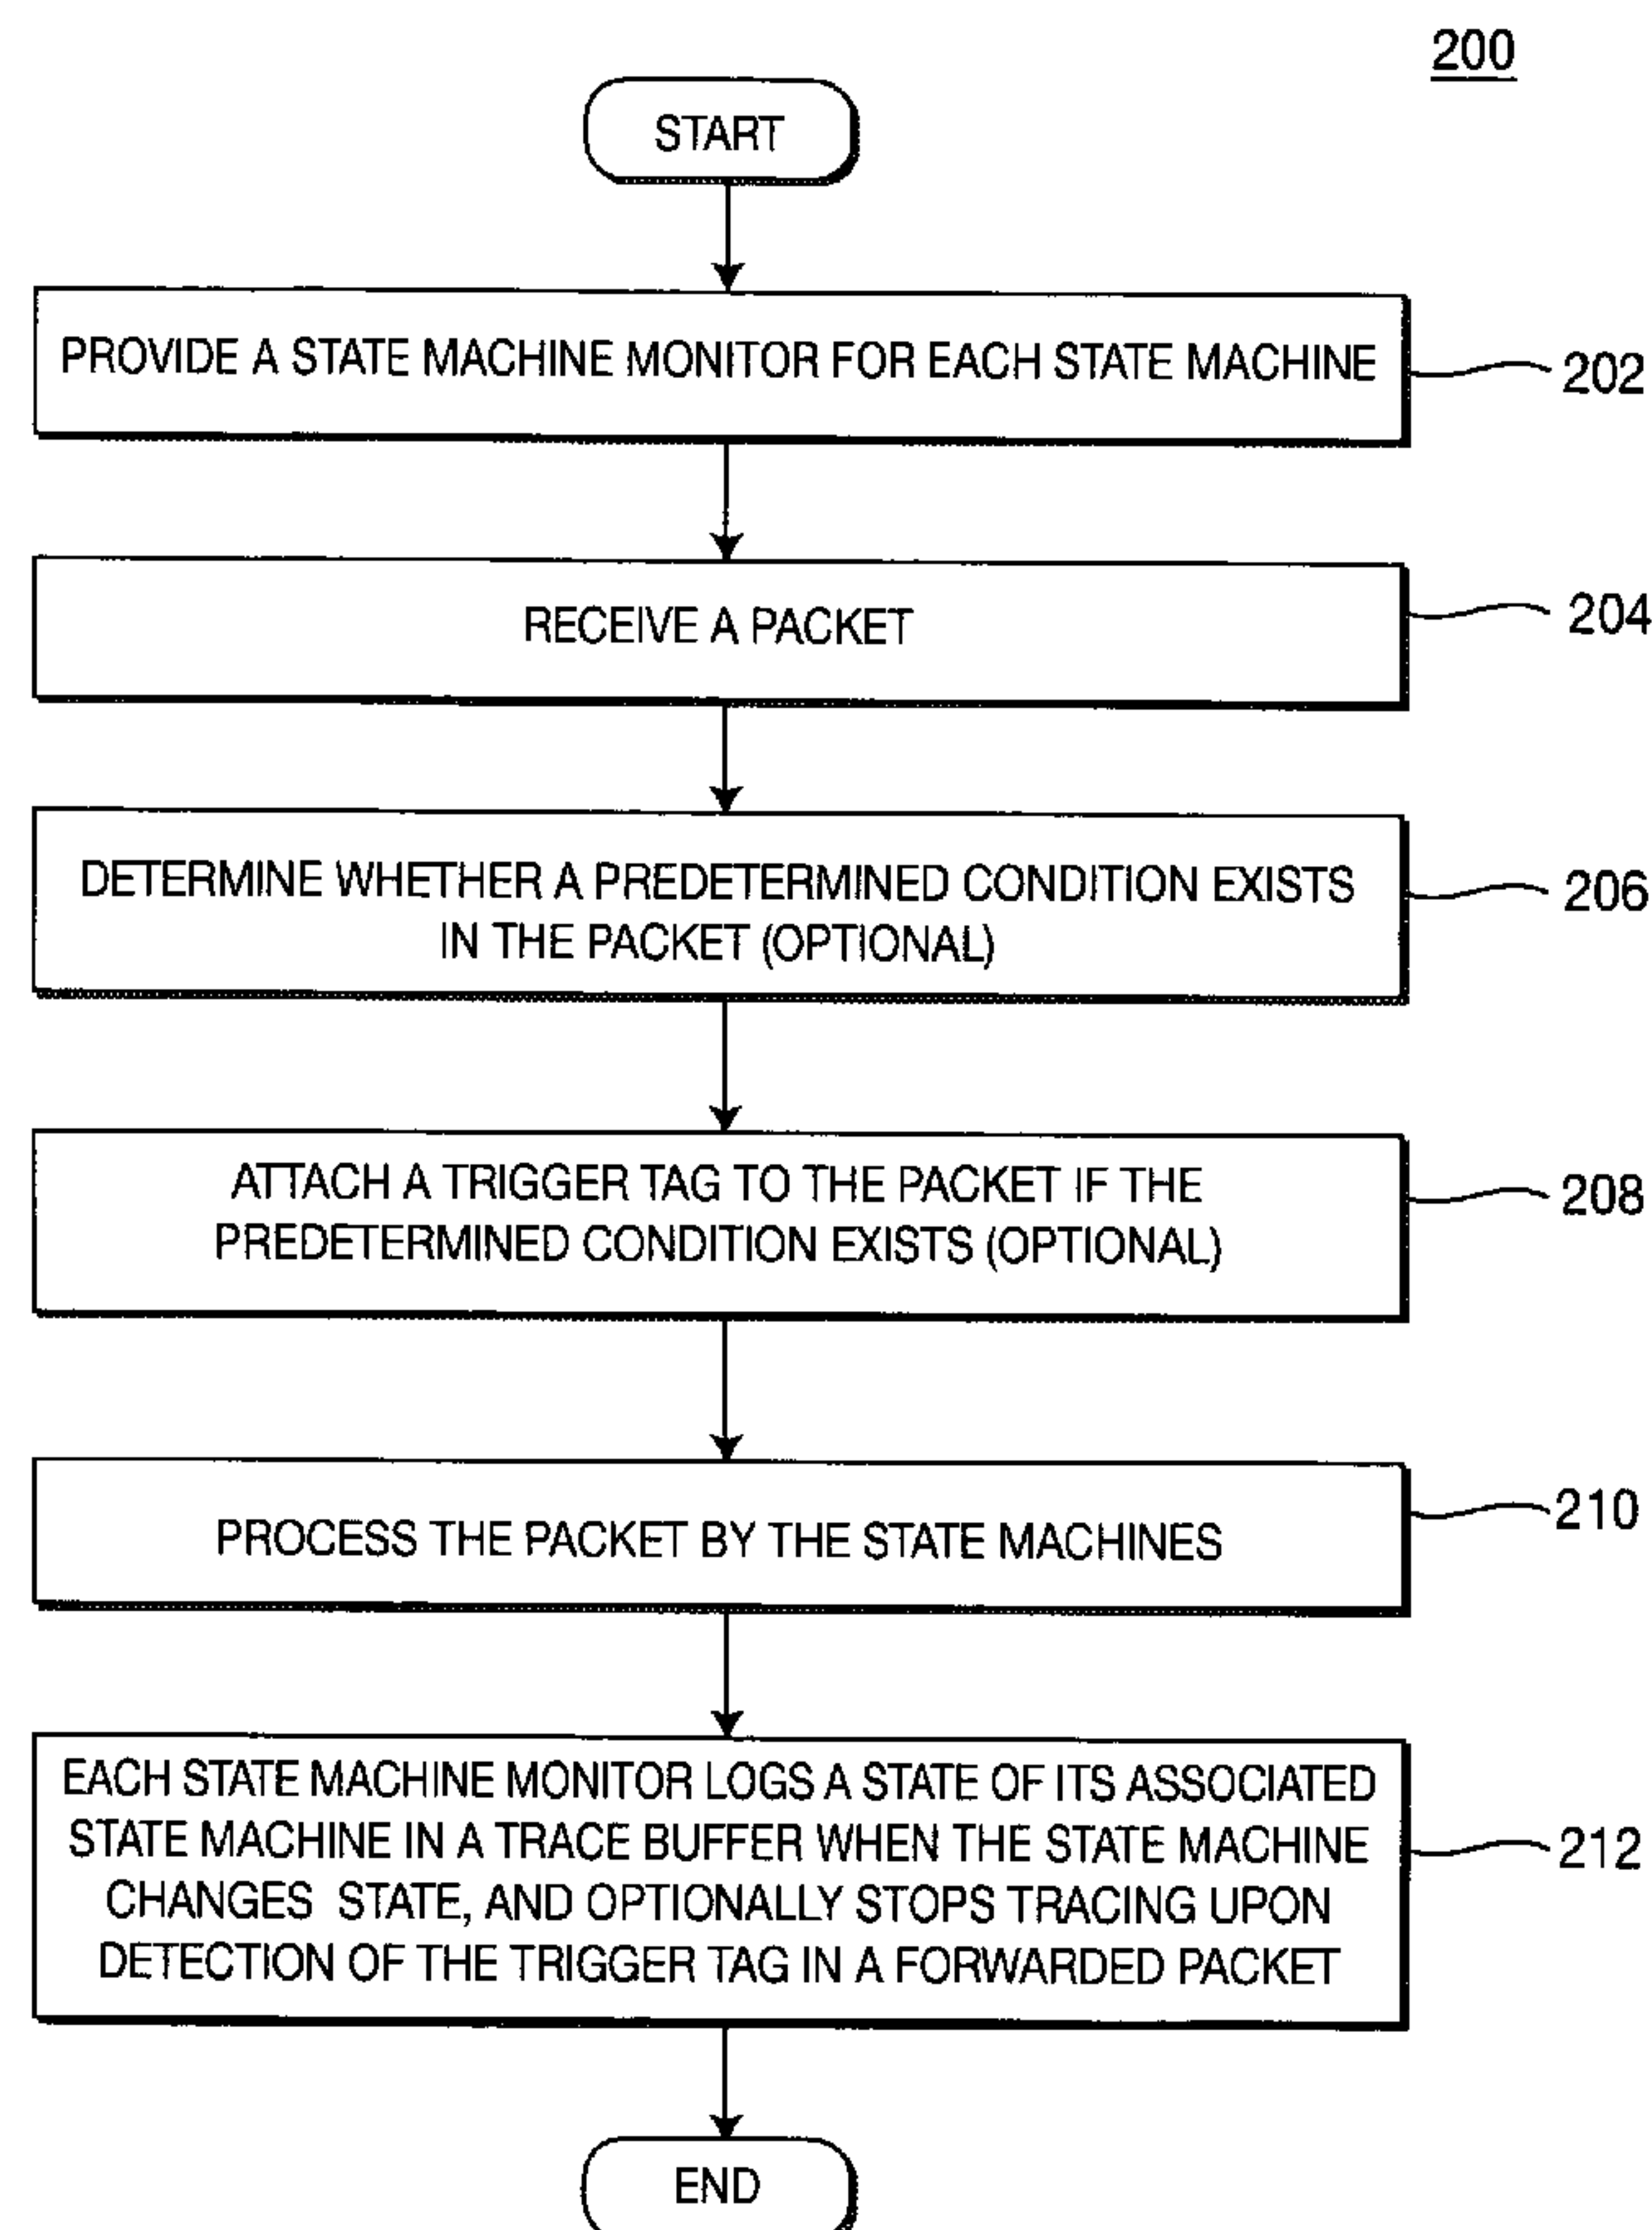 200
START
PROVIDE A STATE MACHINE MONITOR FOR EACH STATE MACHINE
202
RECEIVE A PACKET
204
DETERMINE WHETHER A PREDETERMINED CONDITION EXISTS
IN THE PACKET (OPTIONAL)
206
ATTACH A TRIGGER TAG TO THE PACKET IF THE
PREDETERMINED CONDITION EXISTS (OPTIONAL)
208
PROCESS THE PACKET BY THE STATE MACHINES
210
EACH STATE MACHINE MONITOR LOGS A STATE OF ITS ASSOCIATED
STATE MACHINE IN A TRACE BUFFER WHEN THE STATE MACHINE
CHANGES STATE, AND OPTIONALLY STOPS TRACING UPON
DETECTION OF THE TRIGGER TAG IN A FORWARDED PACKET
212
END